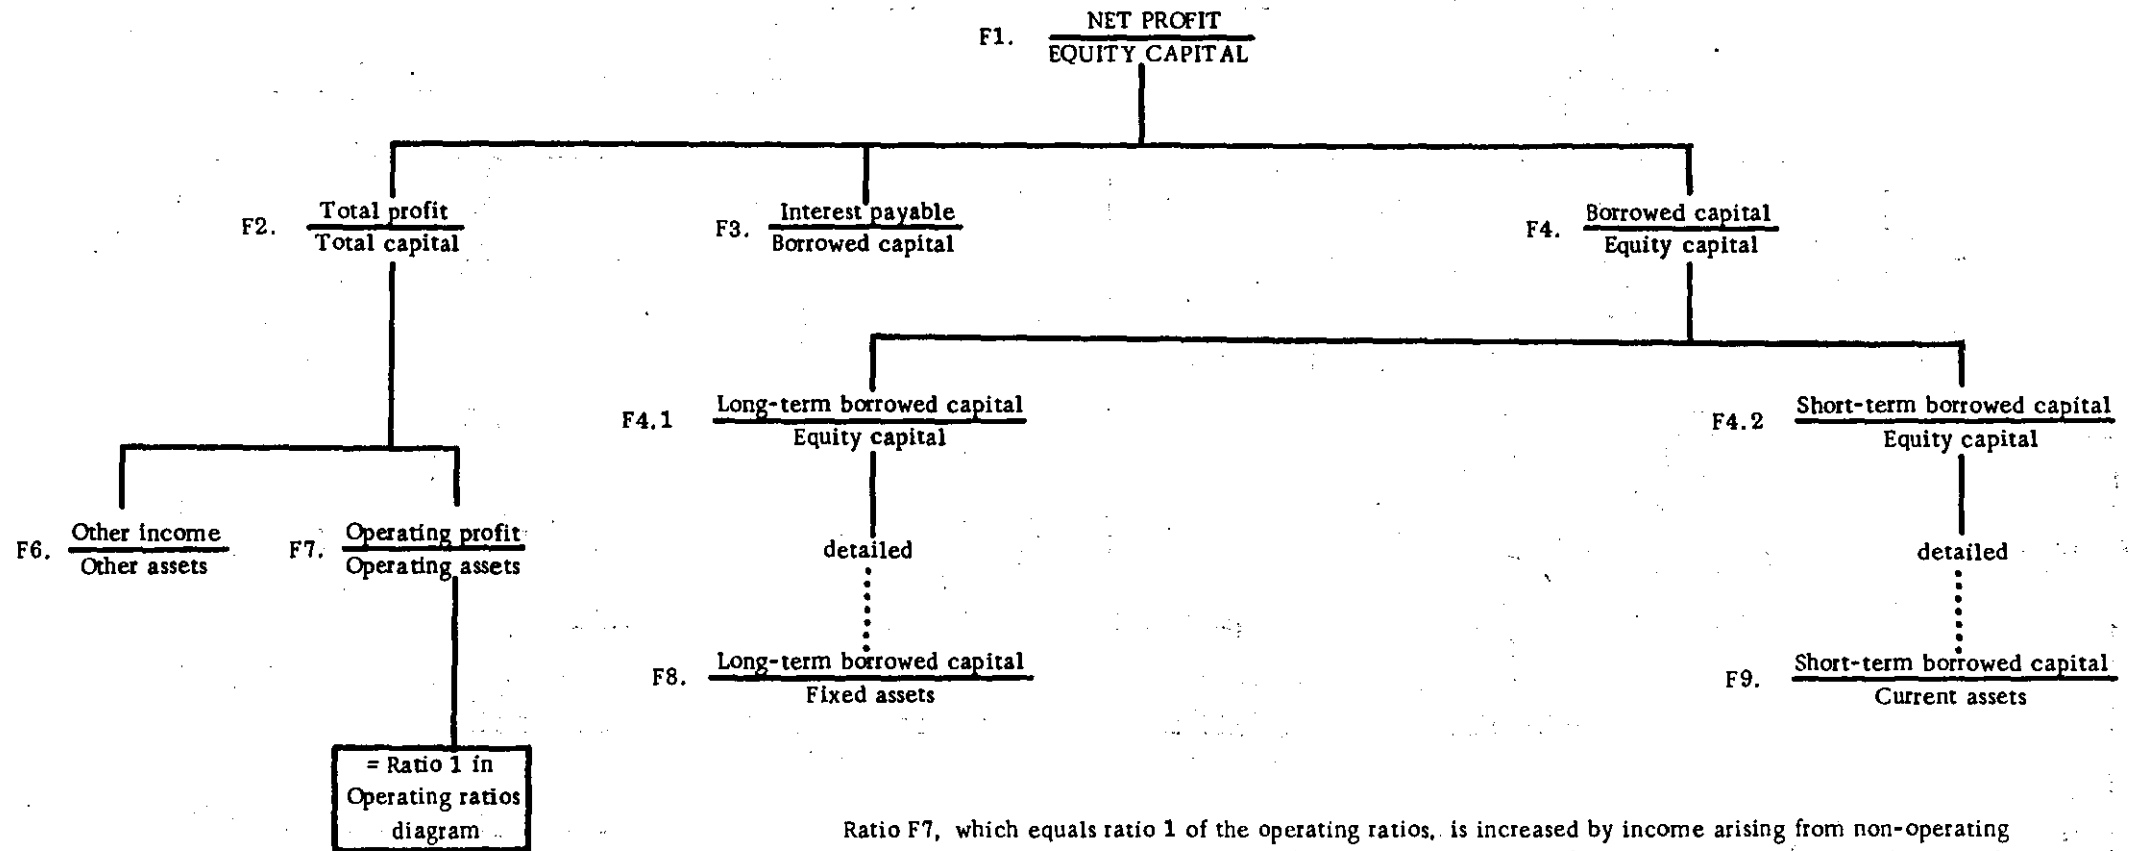 F1. NET PROFIT
EQUITY CAPITAL
F2. Total profit
Total capital
F3. Interest payable
Borrowed capital
F4. Borrowed capital
Equity capital
F4.1 Long-term borrowed capital
Equity capital
F4.2 Short-term borrowed capital
Equity capital
F6. Other income
Other assets
F7. Operating profit
Operating assets
detailed
detailed
F8. Long-term borrowed capital
Fixed assets
F9. Short-term borrowed capital
Current assets
= Ratio 1 in
Operating ratios
diagram
Ratio F7, which equals ratio 1 of the operating ratios, is increased by income arising from non-operating